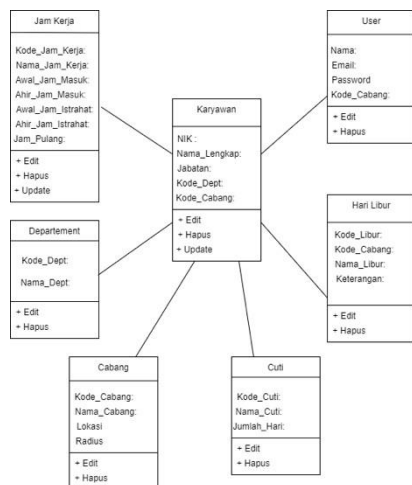 Jam Kerja
Kode_Jam_Kerja:
Nama_Jam_Kerja:
Awal_Jam_Masuk:
Ahir_Jam_Masuk:
Awal_Jam_Istrahat:
Ahir_Jam_Istrahat:
Jam_Pulang:
+ Edit
+ Hapus
+ Update
User
Nama:
Email:
Password
Kode_Cabang:
+ Edit
+ Hapus
Karyawan
NIK :
Nama_Lengkap:
Jabatan:
Kode_Dept:
Kode_Cabang:
+ Edit
+ Hapus
+ Update
Departement
Kode_Dept:
Nama_Dept:
+ Edit
+ Hapus
Hari Libur
Kode_Libur:
Kode_Cabang:
Nama_Libur:
Keterangan:
+ Edit
+ Hapus
Cabang
Kode_Cabang:
Nama_Cabang:
Lokasi
Radius
+ Edit
+ Hapus
Cuti
Kode_Cuti:
Nama_Cuti:
Jumlah_Hari:
+ Edit
+ Hapus